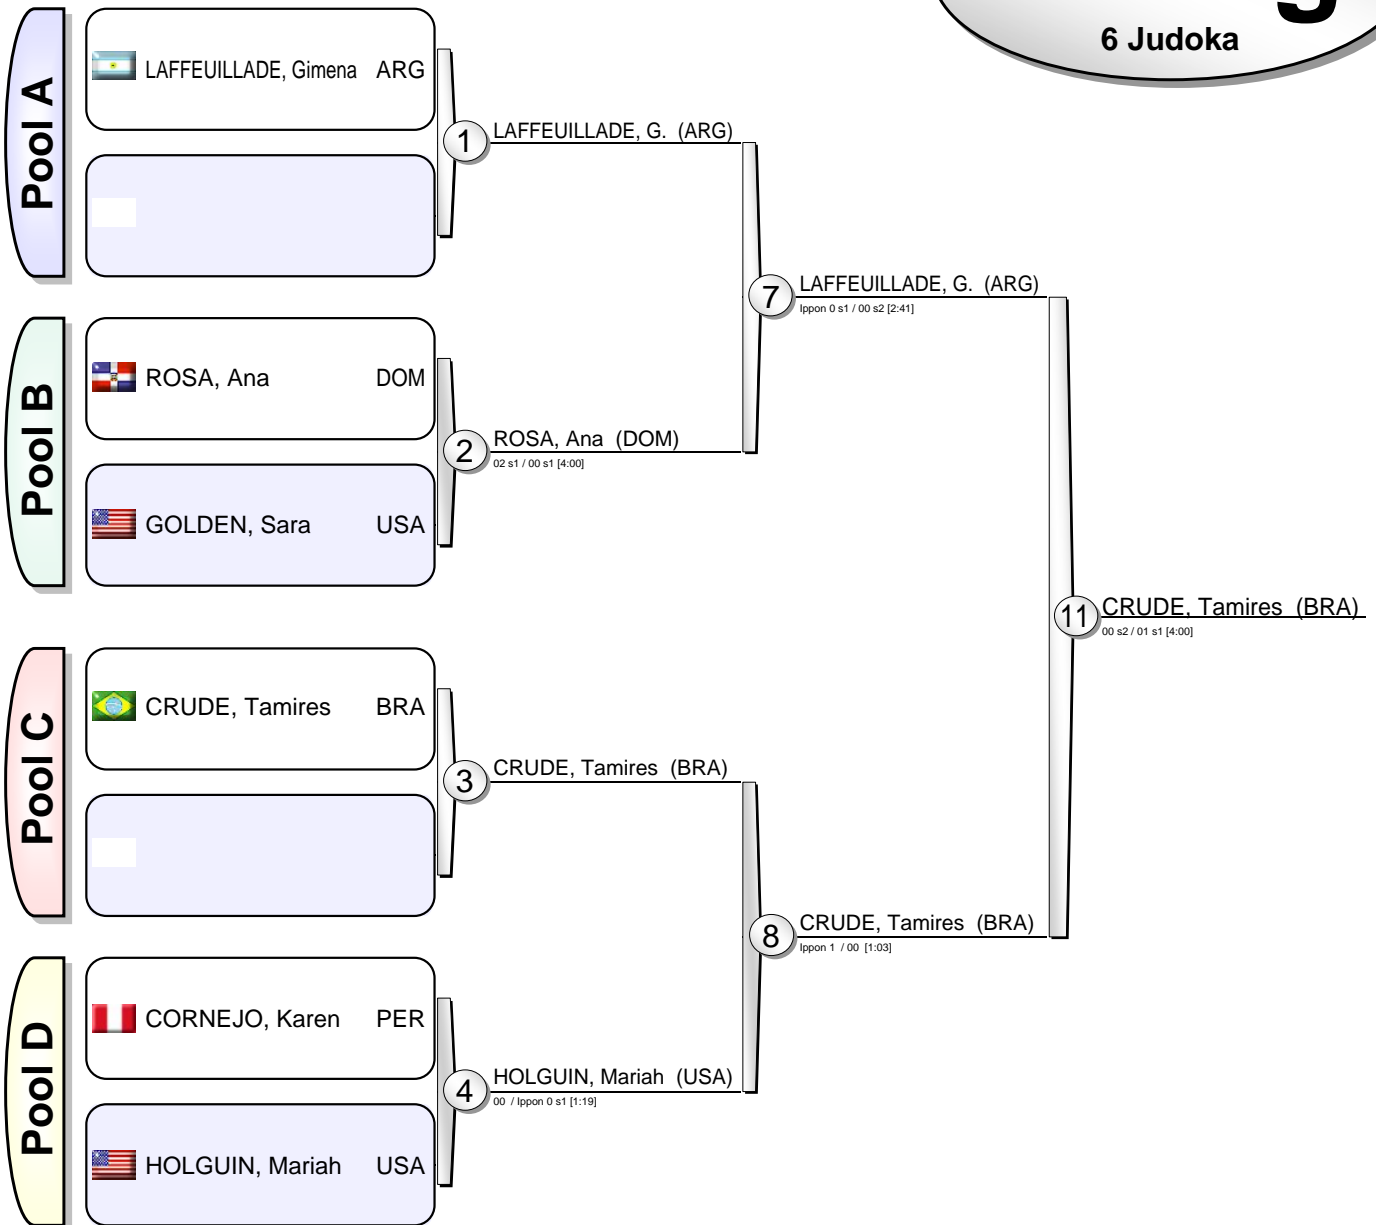 6 Judoka
Pool A
LAFFEUILLADE, Gimena ARG
1 LAFFEUILLADE, G. (ARG)
7 LAFFEUILLADE, G. (ARG)
Ippon 0 s1 / 00 s2 [2:41]
Pool B
ROSA, Ana DOM
2 ROSA, Ana (DOM)
02 s1 / 00 s1 [4:00]
GOLDEN, Sara USA
11 CRUDE, Tamires (BRA)
00 s2 / 01 s1 [4:00]
Pool C
CRUDE, Tamires BRA
3 CRUDE, Tamires (BRA)
8 CRUDE, Tamires (BRA)
Ippon 1 / 00 [1:03]
Pool D
CORNEJO, Karen PER
4 HOLGUIN, Mariah (USA)
00 / Ippon 0 s1 [1:19]
HOLGUIN, Mariah USA